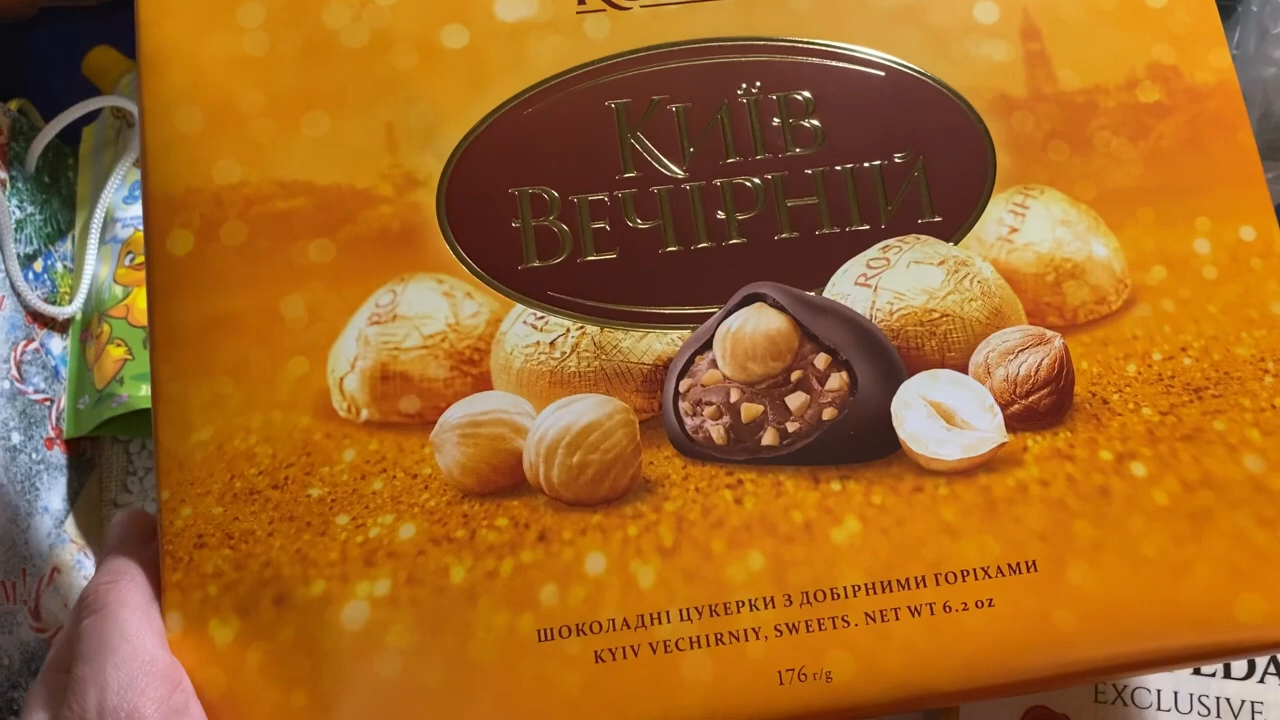 КИЇВ
ВЕЧІРНІЙ
ШОКОЛАДНІ ЦУКЕРКИ З ДОБІРНИМИ ГОРІХАМИ
KYIV VECHIRNIY, SWEETS. NET WT 6.2 oz
176 г/g
EXCLUSIVE